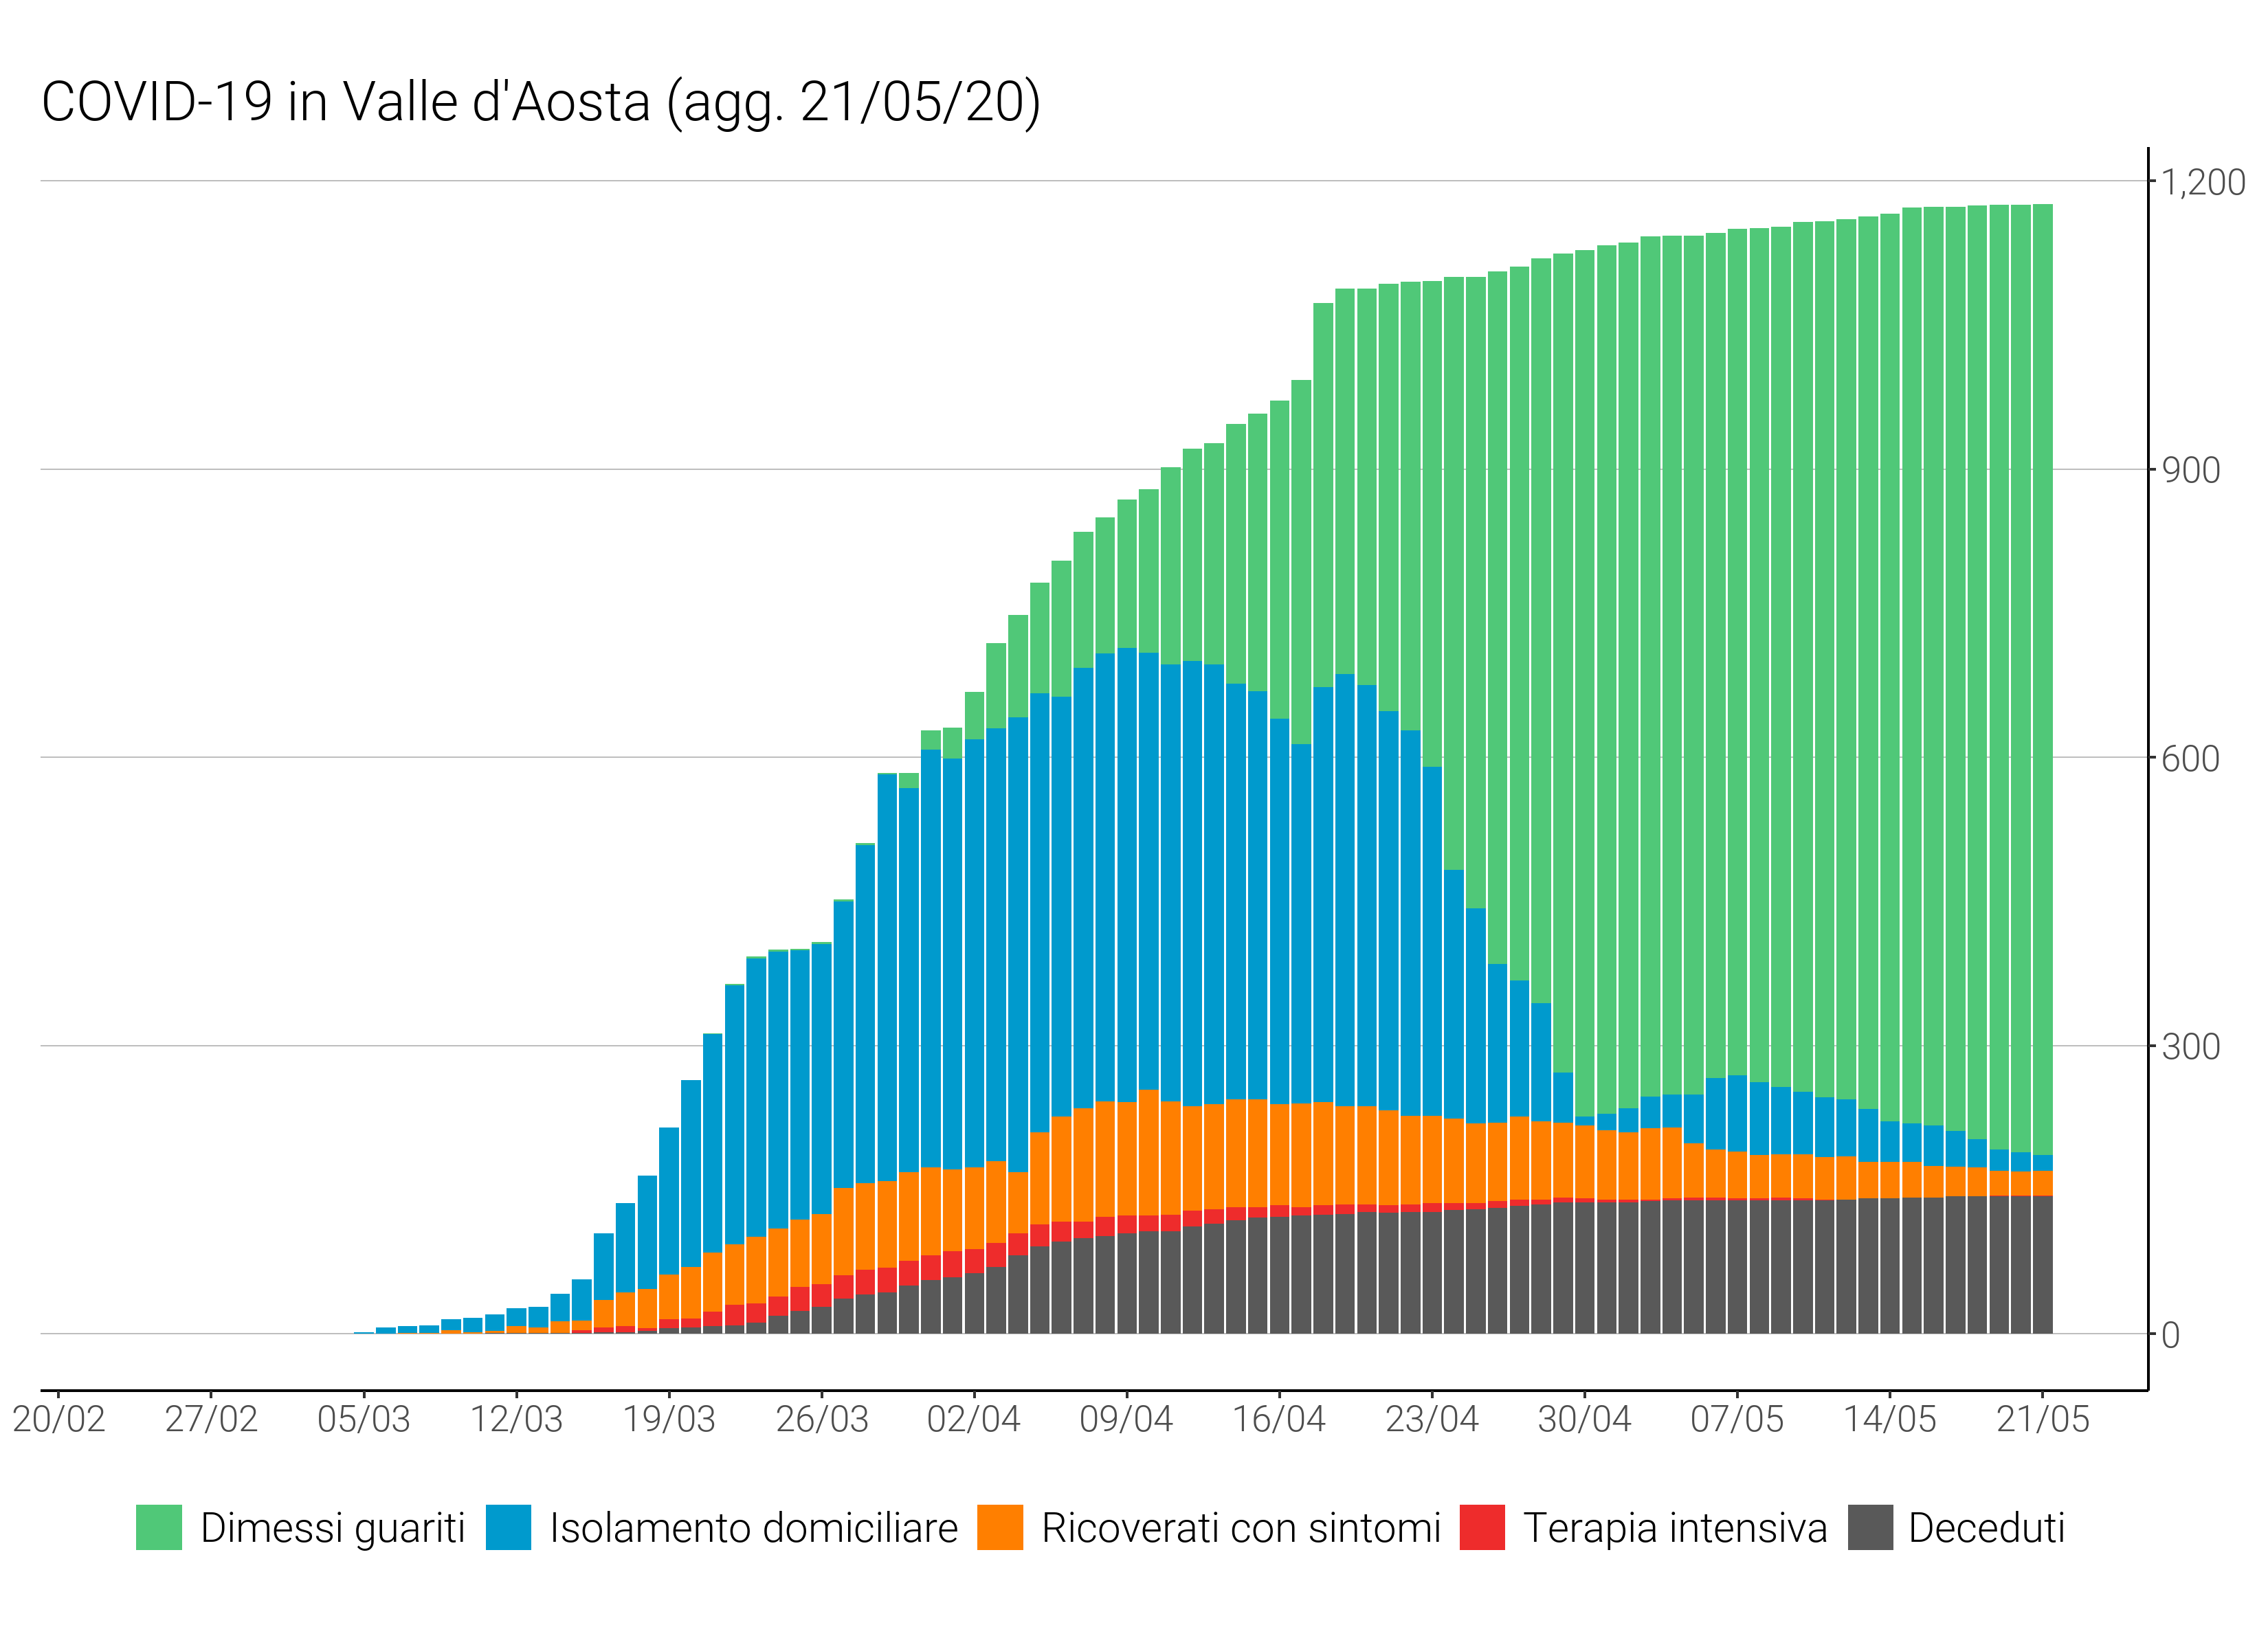 COVID-19 in Valle d'Aosta (agg. 21/05/20)
1,200
900
600
300
0
20/02 27/02 05/03 12/03 19/03 26/03 02/04 09/04 16/04 23/04 30/04 07/05 14/05 21/05
Dimessi guariti Isolamento domiciliare Ricoverati con sintomi Terapia intensiva Deceduti